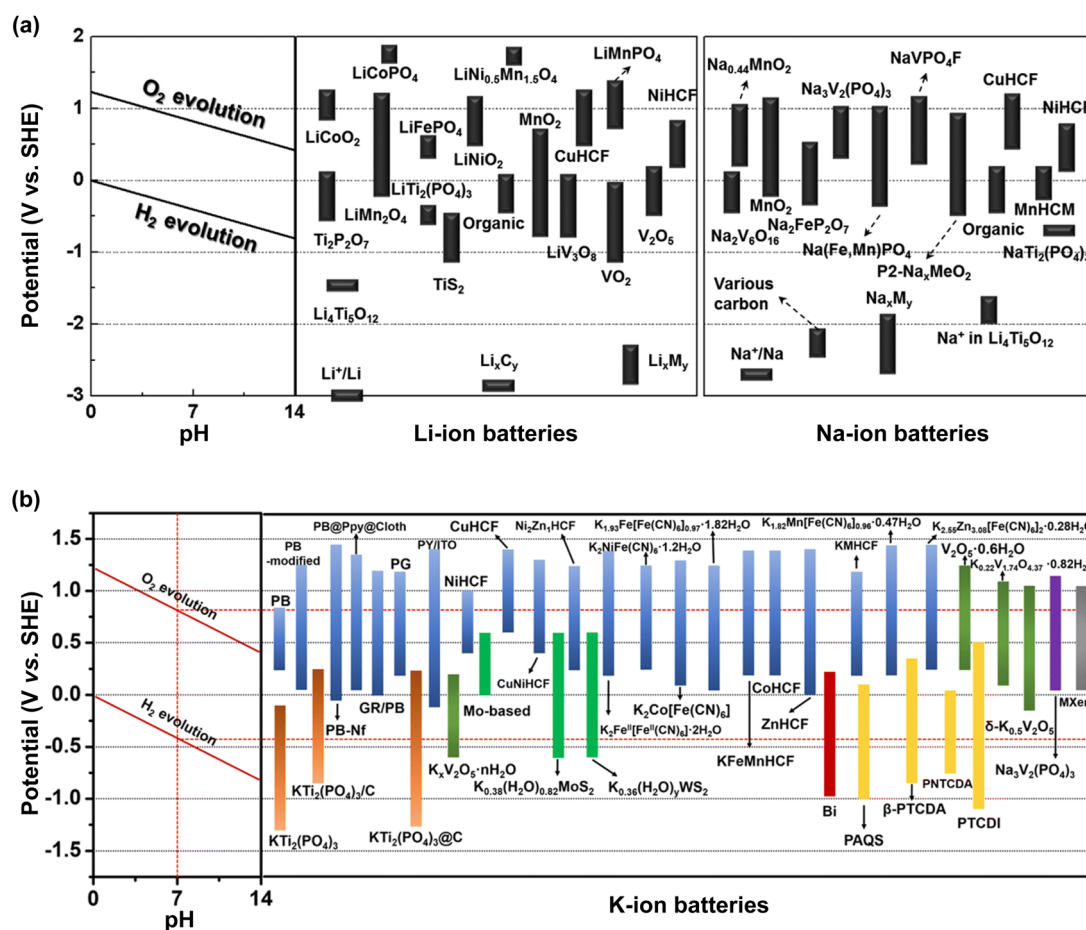 (a)
Potential (V vs. SHE)
2
1
0
-1
-2
-3
O₂ evolution
H₂ evolution
0
7
14
pH
LiCoPO₄
LiNi₀.₅Mn₁.₅O₄
LiMnPO₄
LiCoO₂
LiFePO₄
LiNiO₂
MnO₂
CuHCF
NiHCF
LiTi₂(PO₄)₃
LiMn₂O₄
Ti₂P₂O₇
Organic
LiV₃O₈
V₂O₅
TiS₂
VO₂
Li₄Ti₅O₁₂
Li⁺/Li
LiₓCᵧ
LiₓMᵧ
Li-ion batteries
Na₀.₄₄MnO₂
NaVPO₄F
Na₃V₂(PO₄)₃
CuHCF
NiHCF
MnO₂
Na₂FeP₂O₇
Na₂V₆O₁₆
Na(Fe,Mn)PO₄
Organic
MnHCM
NaTi₂(PO₄)₃
P2-NaₓMeO₂
Various
carbon
NaₓMᵧ
Na⁺/Na
Na⁺ in Li₄Ti₅O₁₂
Na-ion batteries
(b)
Potential (V vs. SHE)
1.5
1.0
0.5
0.0
-0.5
-1.0
-1.5
O₂ evolution
H₂ evolution
0
7
14
pH
PB
PB
-modified
PB@Ppy@Cloth
PG
PY/ITO
CuHCF
NiHCF
Ni₂Zn₁HCF
K₁.₉₃Fe[Fe(CN)₆]₀.₉₇·1.82H₂O
K₂NiFe(CN)₆·1.2H₂O
K₁.₈₂Mn[Fe(CN)₆]₀.₉₆·0.47H₂O
KMHCF
K₂.₅₅Zn₃.₀₈[Fe(CN)₆]₂·0.28H₂O
V₂O₅·0.6H₂O
K₀.₂₂V₁.₇₄O₄.₃₇·0.82H₂
GR/PB
PB-Nf
Mo-based
CuNiHCF
K₂Co[Fe(CN)₆]
K₂Feᴵᴵ[Feᴵᴵ(CN)₆]·2H₂O
CoHCF
ZnHCF
KFeMnHCF
δ-K₀.₅V₂O₅
MXer
Na₃V₂(PO₄)₃
KTi₂(PO₄)₃/C
KTi₂(PO₄)₃
KTi₂(PO₄)₃@C
KₓV₂O₅·nH₂O
K₀.₃₈(H₂O)₀.₈₂MoS₂
K₀.₃₆(H₂O)ᵧWS₂
Bi
PAQS
β-PTCDA
PNTCDA
PTCDI
K-ion batteries